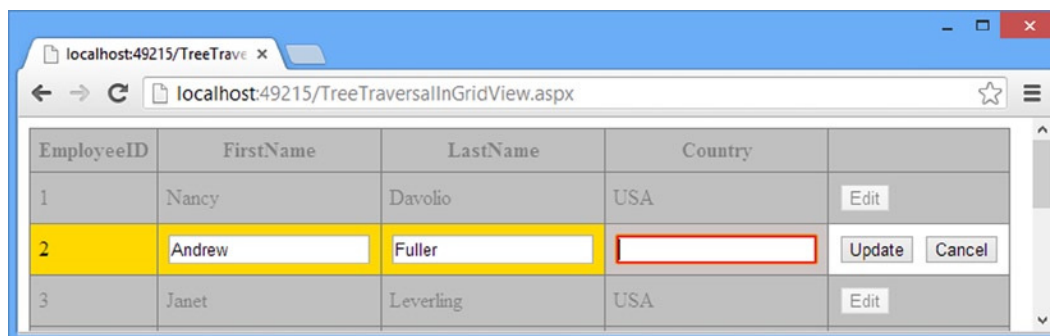 localhost:49215/TreeTrave
localhost:49215/TreeTraversalInGridView.aspx
EmployeeID FirstName LastName Country
1 Nancy Davolio USA Edit
2 Andrew Fuller Update Cancel
3 Janet Leverling USA Edit